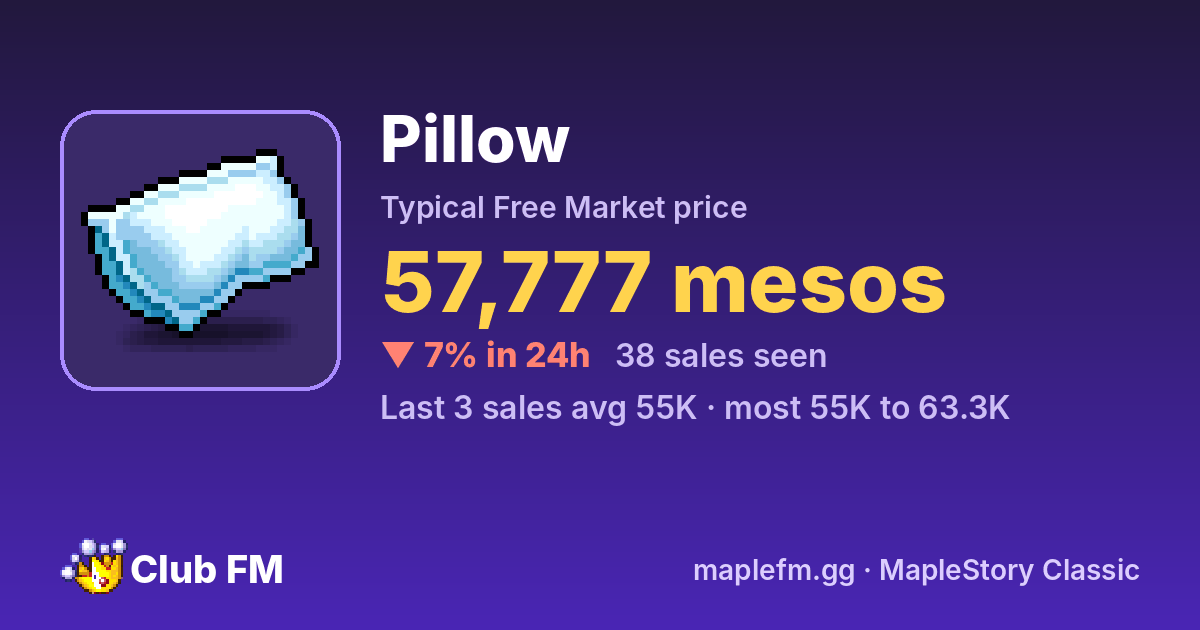 Pillow
Typical Free Market price
57,777 mesos
▼ 7% in 24h 38 sales seen
Last 3 sales avg 55K · most 55K to 63.3K
Club FM
maplefm.gg · MapleStory Classic